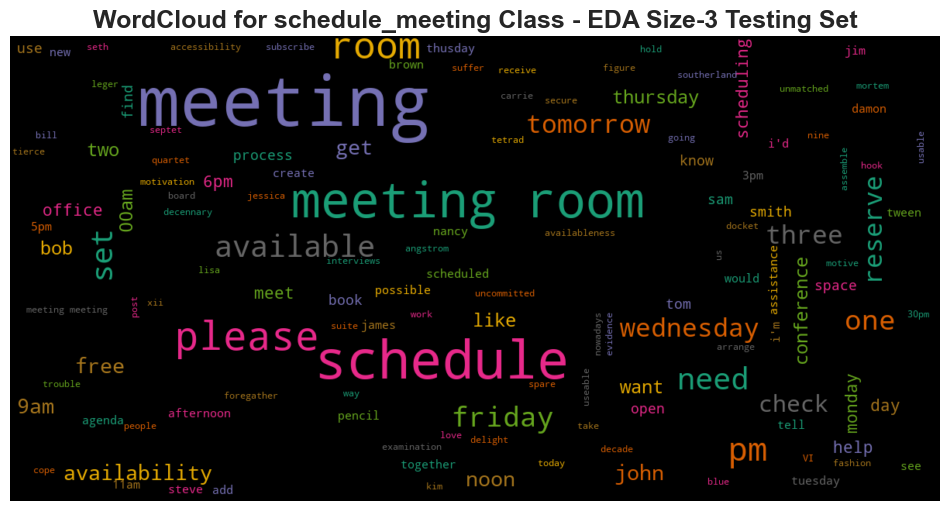 WordCloud for schedule_meeting Class - EDA Size-3 Testing Set
use new seth accessibility subscribe room thusday hold scheduling jim
brown suffer receive figure southerland
leger find meeting carrie secure thursday unmatched mortem damon
bill septet tomorrow going i'd nine usable
tierce two quartet process get tetrad know assemble hook
motivation 6pm create 3pm
board jessica meeting room sam smith reserve tween
office 00am decennary docket
5pm nancy availableness three
bob set available angstrom us
lisa interviews scheduled would motive
meet possible uncommitted i'm assistance conference space
meeting meeting post xii book tom
suite james work like nowadays evidence wednesday one 30pm
please schedule arrange
free spare need
trouble foregather way useable want monday
9am afternoon pencil friday take open check day
agenda people love delight tell
examination decade help
cope availability together today john pm VI fashion see
11am steve add kim noon blue tuesday